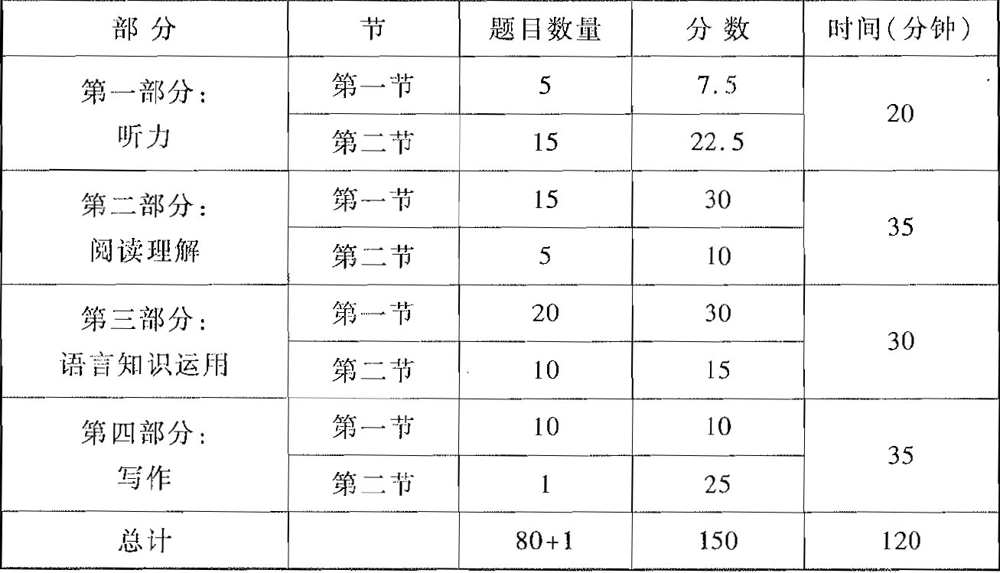 部分 节 题目数量 分数 时间(分钟)
第一部分: 听力 第一节 5 7.5 20
第二节 15 22.5
第二部分: 阅读理解 第一节 15 30 35
第二节 5 10
第三部分: 语言知识运用 第一节 20 30 30
第二节 10 15
第四部分: 写作 第一节 10 10 35
第二节 1 25
总计 80+1 150 120